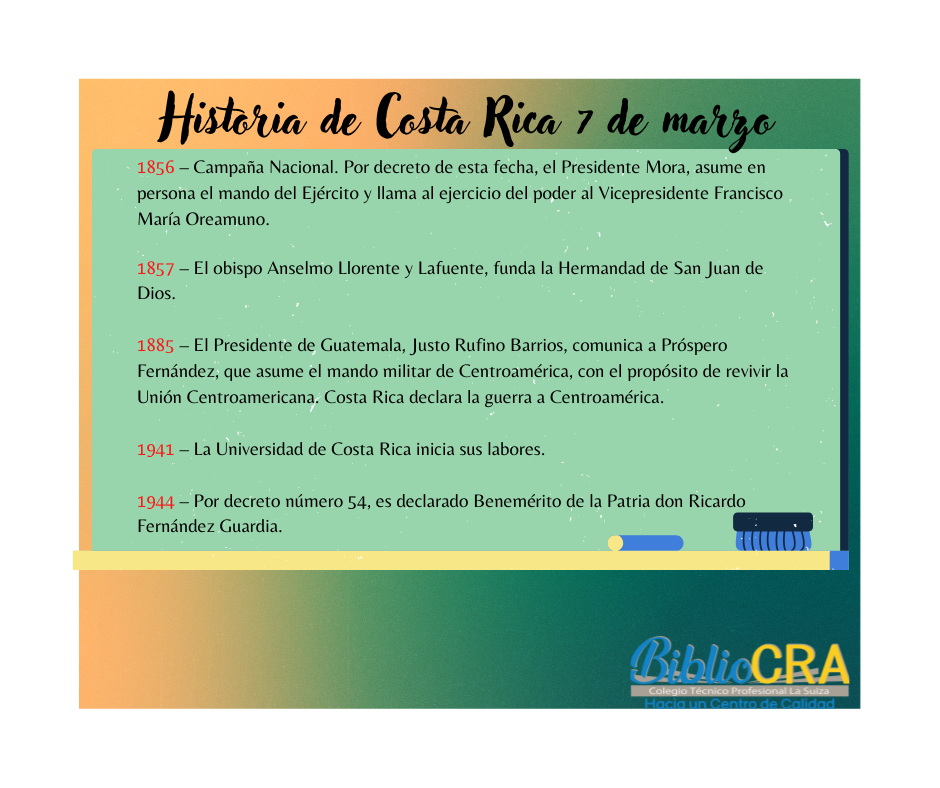 Historia de Costa Rica 7 de marzo
1856 – Campaña Nacional. Por decreto de esta fecha, el Presidente Mora, asume en
persona el mando del Ejército y llama al ejercicio del poder al Vicepresidente Francisco
María Oreamuno.
1857 – El obispo Anselmo Llorente y Lafuente, funda la Hermandad de San Juan de
Dios.
1885 – El Presidente de Guatemala, Justo Rufino Barrios, comunica a Próspero
Fernández, que asume el mando militar de Centroamérica, con el propósito de revivir la
Unión Centroamericana. Costa Rica declara la guerra a Centroamérica.
1941 – La Universidad de Costa Rica inicia sus labores.
1944 – Por decreto número 54, es declarado Benemérito de la Patria don Ricardo
Fernández Guardia.
BiblioCRA
Colegio Técnico Profesional La Suiza
Hacia un Centro de Calidad